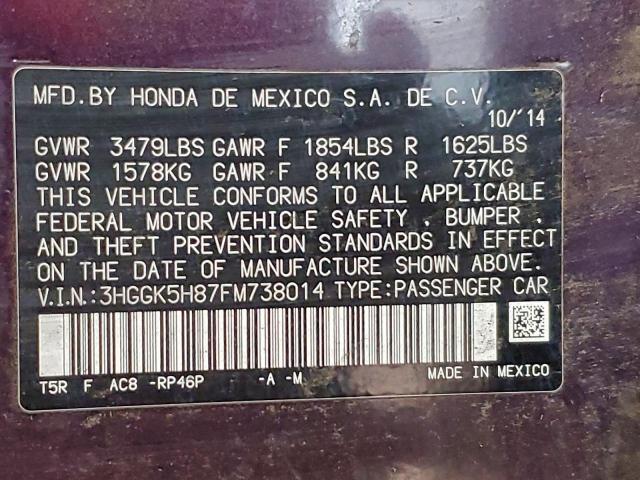 MFD.BY HONDA DE MEXICO S.A. DE C.V.
10/'14
GVWR 3479LBS GAWR F 1854LBS R 1625LBS
GVWR 1578KG GAWR F 841KG R 737KG
THIS VEHICLE CONFORMS TO ALL APPLICABLE
FEDERAL MOTOR VEHICLE SAFETY , BUMPER ,
AND THEFT PREVENTION STANDARDS IN EFFECT
ON THE DATE OF MANUFACTURE SHOWN ABOVE.
V.I.N.:3HGGK5H87FM738014 TYPE:PASSENGER CAR
T5R F AC8 -RP46P -A -M MADE IN MEXICO